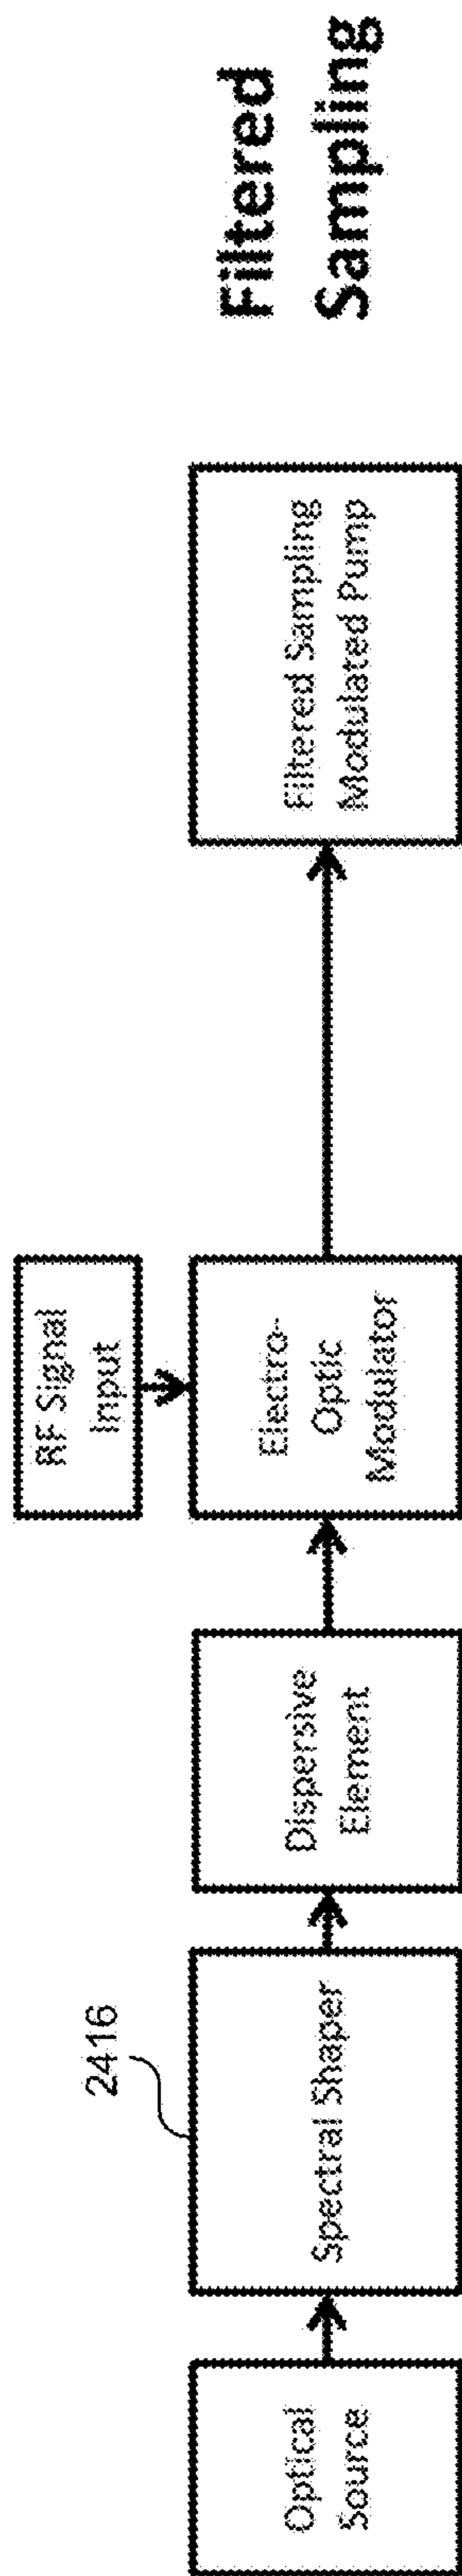 Filtered
Sampling
RF Signal
Input
2416
Optical
Source
Spectral Shaper
Dispersive
Element
Electro-
Optic
Modulator
Filtered Sampling
Modulated Pump